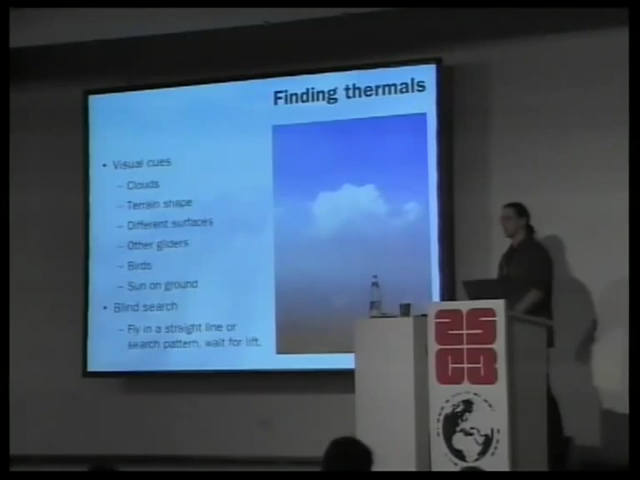 Finding thermals
• Visual cues
– Clouds
– Terrain shape
– Different surfaces
– Other gliders
– Birds
– Sun on ground
• Blind search
– Fly in a straight line or
search pattern, wait for lift.
25
C3